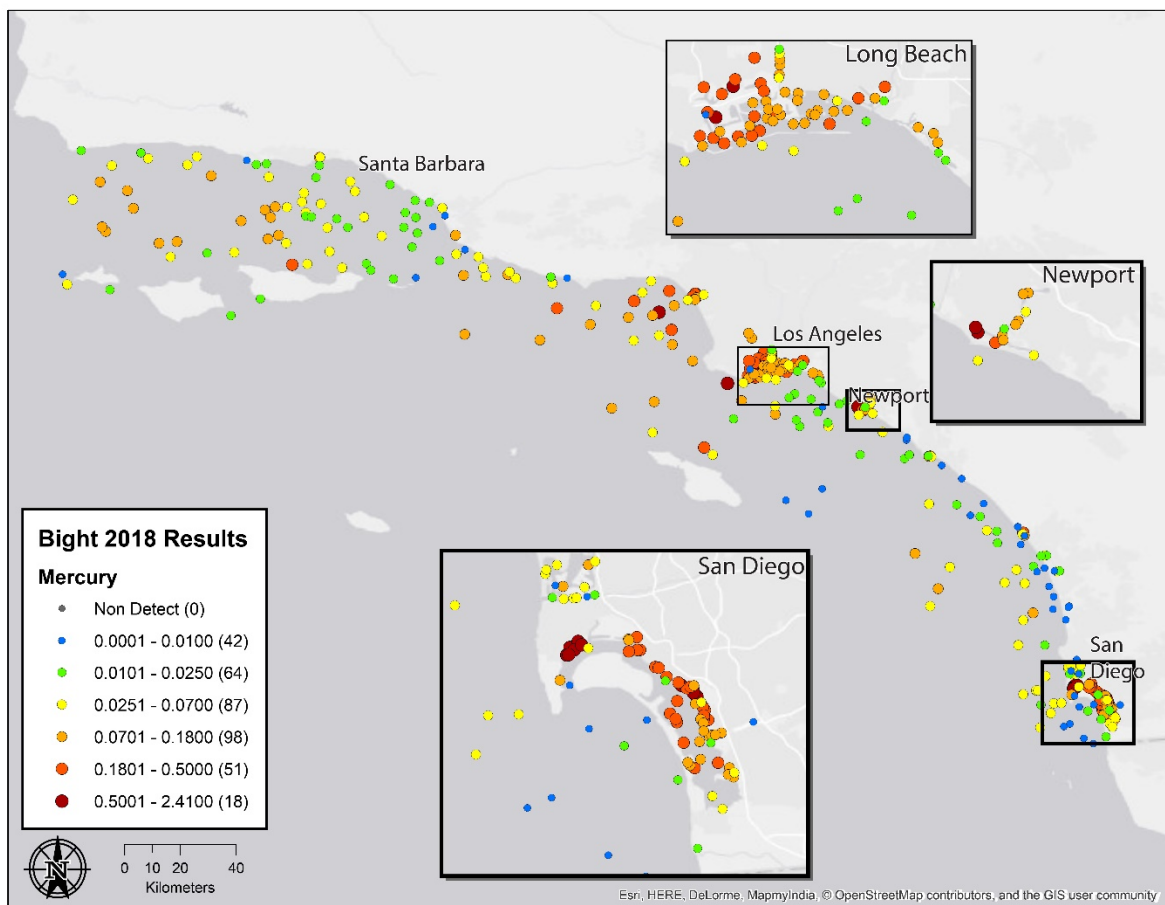 Long Beach
Santa Barbara
Newport
Los Angeles
Newport
San Diego
San
Diego
Bight 2018 Results
Mercury
Non Detect (0)
0.0001 - 0.0100 (42)
0.0101 - 0.0250 (64)
0.0251 - 0.0700 (87)
0.0701 - 0.1800 (98)
0.1801 - 0.5000 (51)
0.5001 - 2.4100 (18)
N
0 10 20 40
Kilometers
Esri, HERE, DeLorme, MapmyIndia, © OpenStreetMap contributors, and the GIS user community